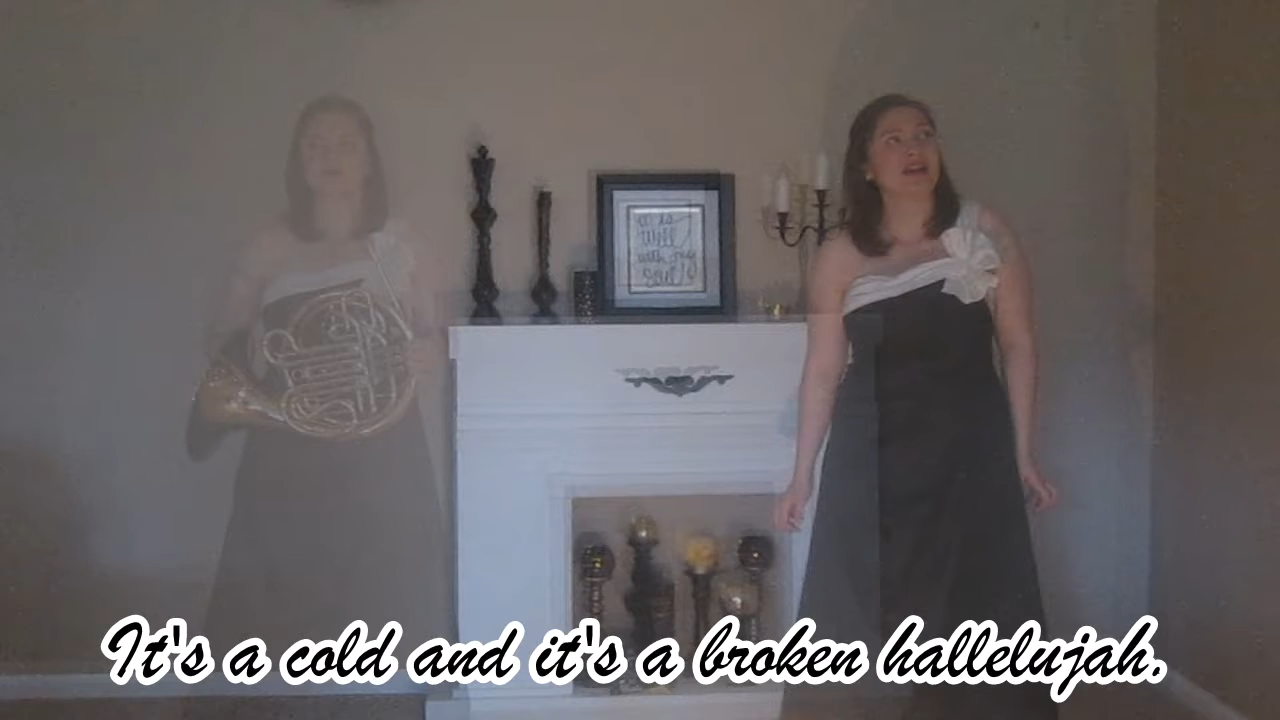 it is
well
with my
soul
It's a cold and it's a broken hallelujah.